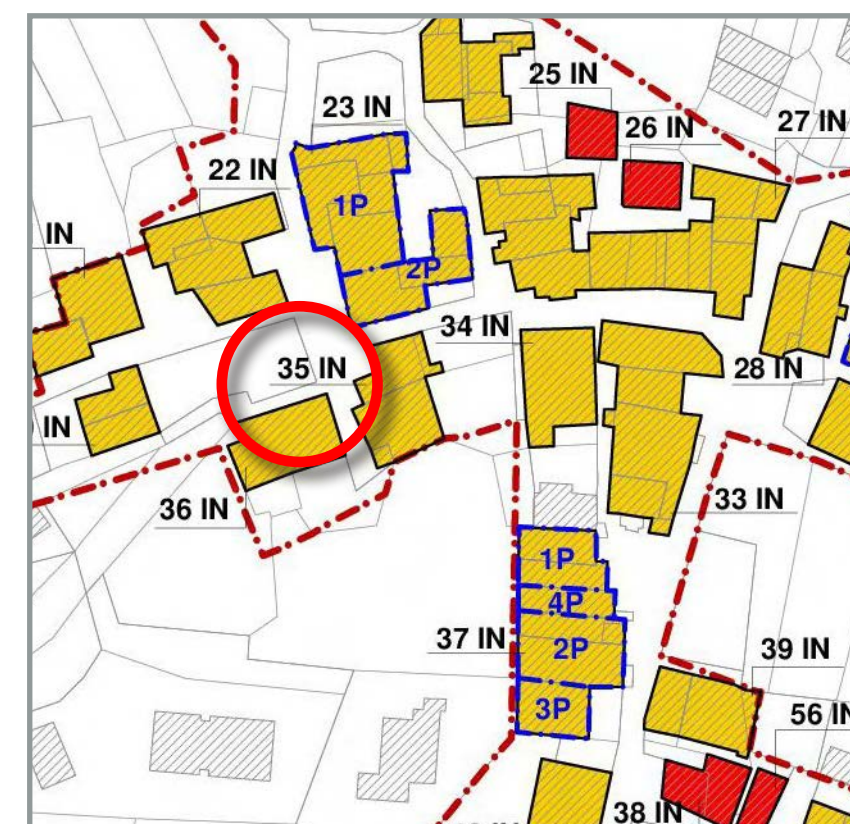 25 IN
23 IN
26 IN
27 IN
22 IN
1P
IN
2P
34 IN
35 IN
28 IN
IN
36 IN
33 IN
1P
4P
37 IN
2P
39 IN
3P
56 IN
38 IN